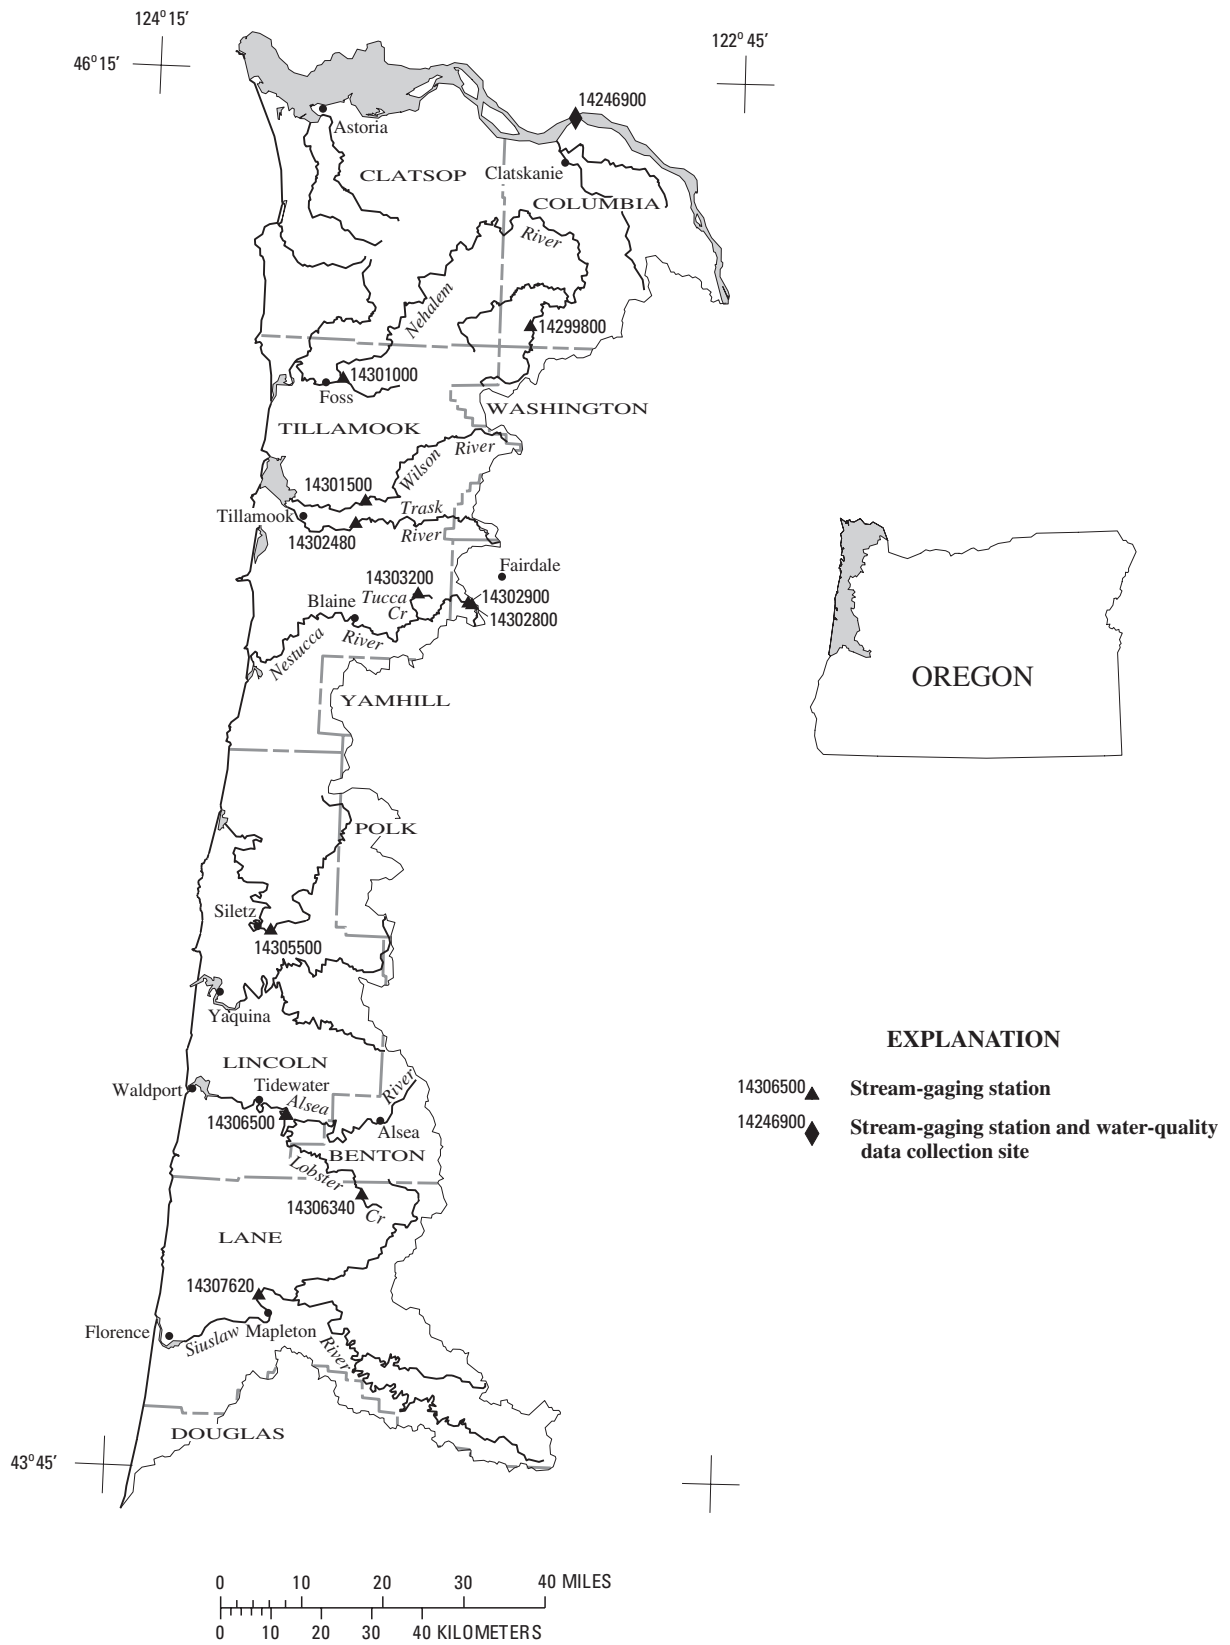 124° 15′
122° 45′
46° 15′
14246900
Astoria
CLATSOP
Clatskanie
COLUMBIA
River
Nehalem
14299800
14301000
Foss
WASHINGTON
TILLAMOOK
River
Wilson
14301500
Trask
Tillamook
River
14302480
Fairdale
14303200
Tucca
Cr
14302900
14302800
Blaine
River
Nestucca
YAMHILL
OREGON
POLK
Siletz
14305500
Yaquina
LINCOLN
Waldport
Tidewater
Alsea
River
14306500
Alsea
BENTON
Lobster
14306340
Cr
LANE
14307620
Florence
Siuslaw
Mapleton
River
DOUGLAS
43° 45′
EXPLANATION
14306500 Stream-gaging station
14246900 Stream-gaging station and water-quality
data collection site
0 10 20 30 40 MILES
0 10 20 30 40 KILOMETERS